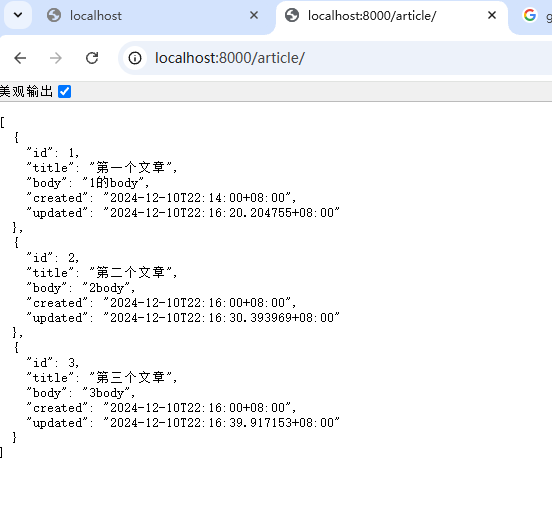 localhost
localhost:8000/article/
localhost:8000/article/
美观输出
[
  {
    "id": 1,
    "title": "第一个文章",
    "body": "1的body",
    "created": "2024-12-10T22:14:00+08:00",
    "updated": "2024-12-10T22:16:20.204755+08:00"
  },
  {
    "id": 2,
    "title": "第二个文章",
    "body": "2body",
    "created": "2024-12-10T22:16:00+08:00",
    "updated": "2024-12-10T22:16:30.393969+08:00"
  },
  {
    "id": 3,
    "title": "第三个文章",
    "body": "3body",
    "created": "2024-12-10T22:16:00+08:00",
    "updated": "2024-12-10T22:16:39.917153+08:00"
  }
]